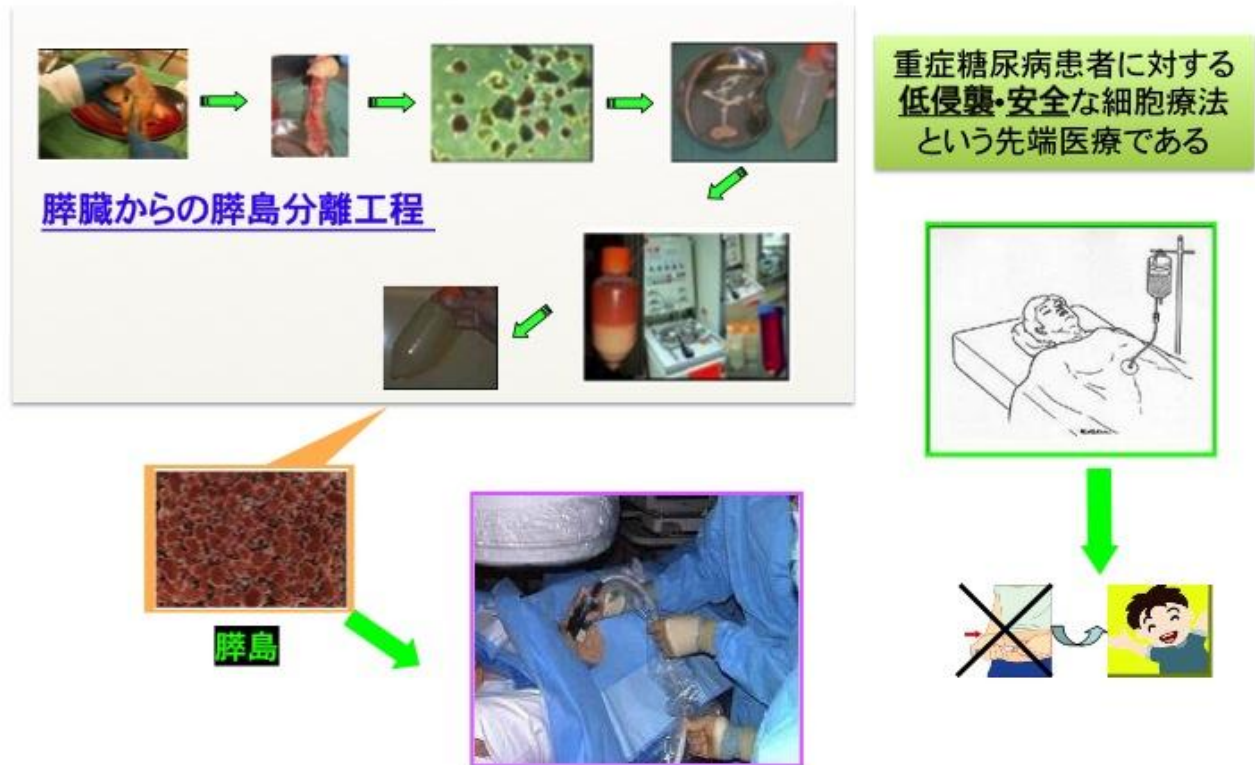 重症糖尿病患者に対する
低侵襲・安全な細胞療法
という先端医療である
膵臓からの膵島分離工程
膵島